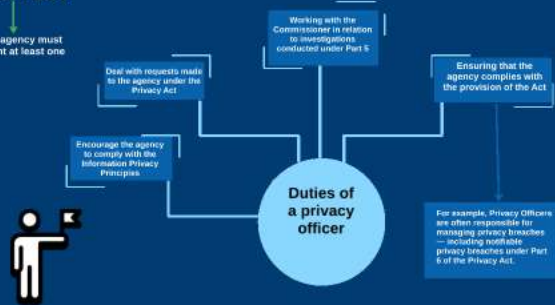 agency must
nt at least one
Working with the
Commissioner in relation
to investigations
conducted under Part 5
Deal with requests made
to the agency under the
Privacy Act
Ensuring that the
agency complies with
the provision of the Act
Encourage the agency
to comply with the
Information Privacy
Principles
Duties of
a privacy
officer
For example, Privacy Officers
are often responsible for
managing privacy breaches
— including notifiable
privacy breaches under Part
6 of the Privacy Act.